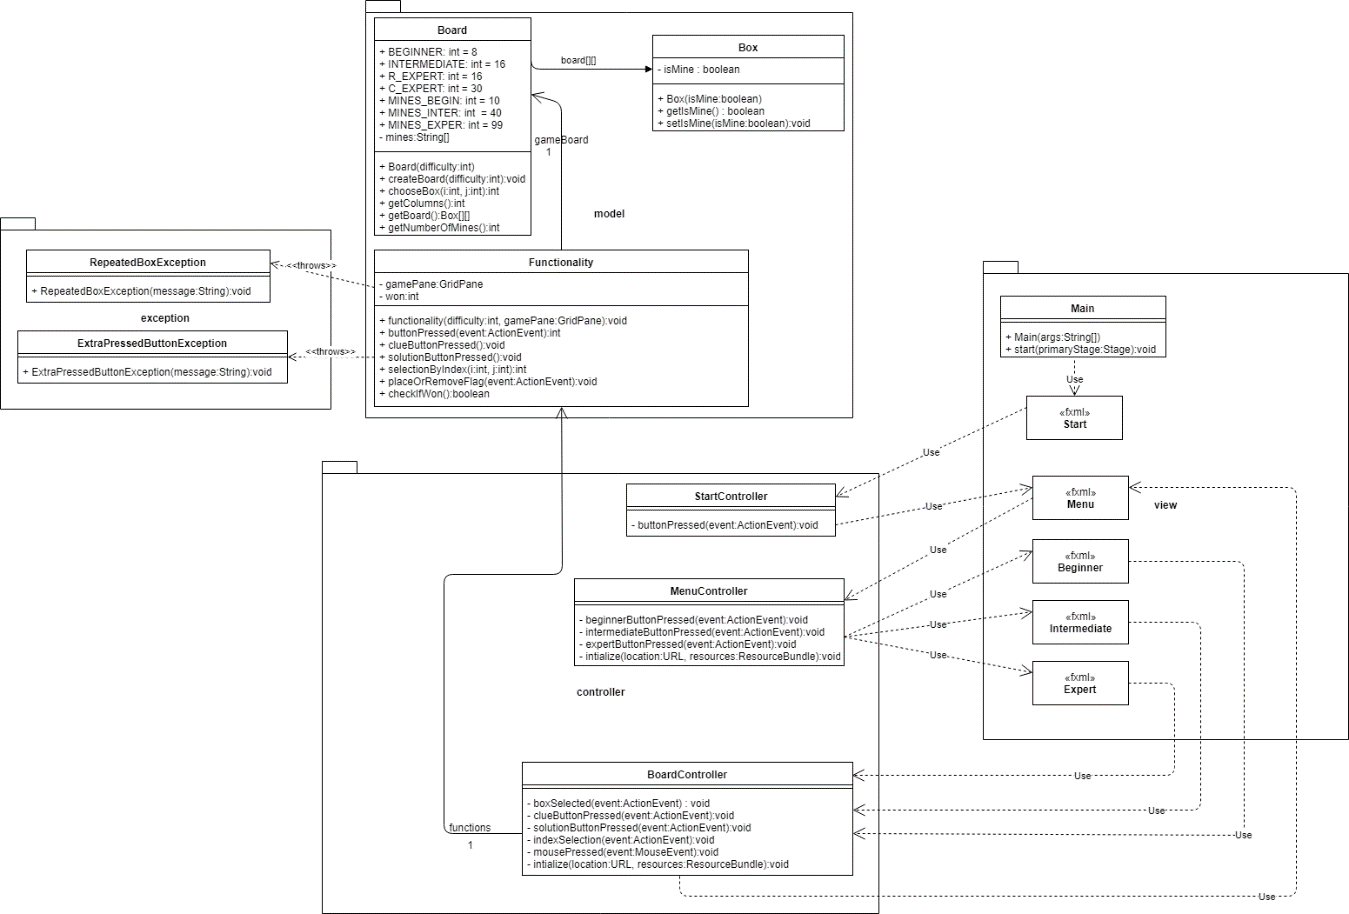 Board
+ BEGINNER: int = 8
+ INTERMEDIATE: int = 16
+ R_EXPERT: int = 16
+ C_EXPERT: int = 30
+ MINES_BEGIN: int = 10
+ MINES_INTER: int  = 40
+ MINES_EXPER: int = 99
- mines:String[]
+ Board(difficulty:int)
+ createBoard(difficulty:int):void
+ chooseBox(i:int, j:int):int
+ getColumns():int
+ getBoard():Box[][]
+ getNumberOfMines():int
board[][]
Box
- isMine : boolean
+ Box(isMine:boolean)
+ getIsMine() : boolean
+ setIsMine(isMine:boolean):void
gameBoard
1
model
Functionality
- gamePane:GridPane
- won:int
+ functionality(difficulty:int, gamePane:GridPane):void
+ buttonPressed(event:ActionEvent):int
+ clueButtonPressed():void
+ solutionButtonPressed():void
+ selectionByIndex(i:int, j:int):int
+ placeOrRemoveFlag(event:ActionEvent):void
+ checkIfWon():boolean
<<throws>>
<<throws>>
RepeatedBoxException
+ RepeatedBoxException(message:String):void
exception
ExtraPressedButtonException
+ ExtraPressedButtonException(message:String):void
Main
+ Main(args:String[])
+ start(primaryStage:Stage):void
Use
«fxml»
Start
Use
«fxml»
Menu
view
«fxml»
Beginner
«fxml»
Intermediate
«fxml»
Expert
StartController
- buttonPressed(event:ActionEvent):void
Use
Use
Use
Use
Use
MenuController
- beginnerButtonPressed(event:ActionEvent):void
- intermediateButtonPressed(event:ActionEvent):void
- expertButtonPressed(event:ActionEvent):void
- intialize(location:URL, resources:ResourceBundle):void
controller
BoardController
- boxSelected(event:ActionEvent) : void
- clueButtonPressed(event:ActionEvent):void
- solutionButtonPressed(event:ActionEvent):void
- indexSelection(event:ActionEvent):void
- mousePressed(event:MouseEvent):void
- intialize(location:URL, resources:ResourceBundle):void
functions
1
Use
Use
Use
Use